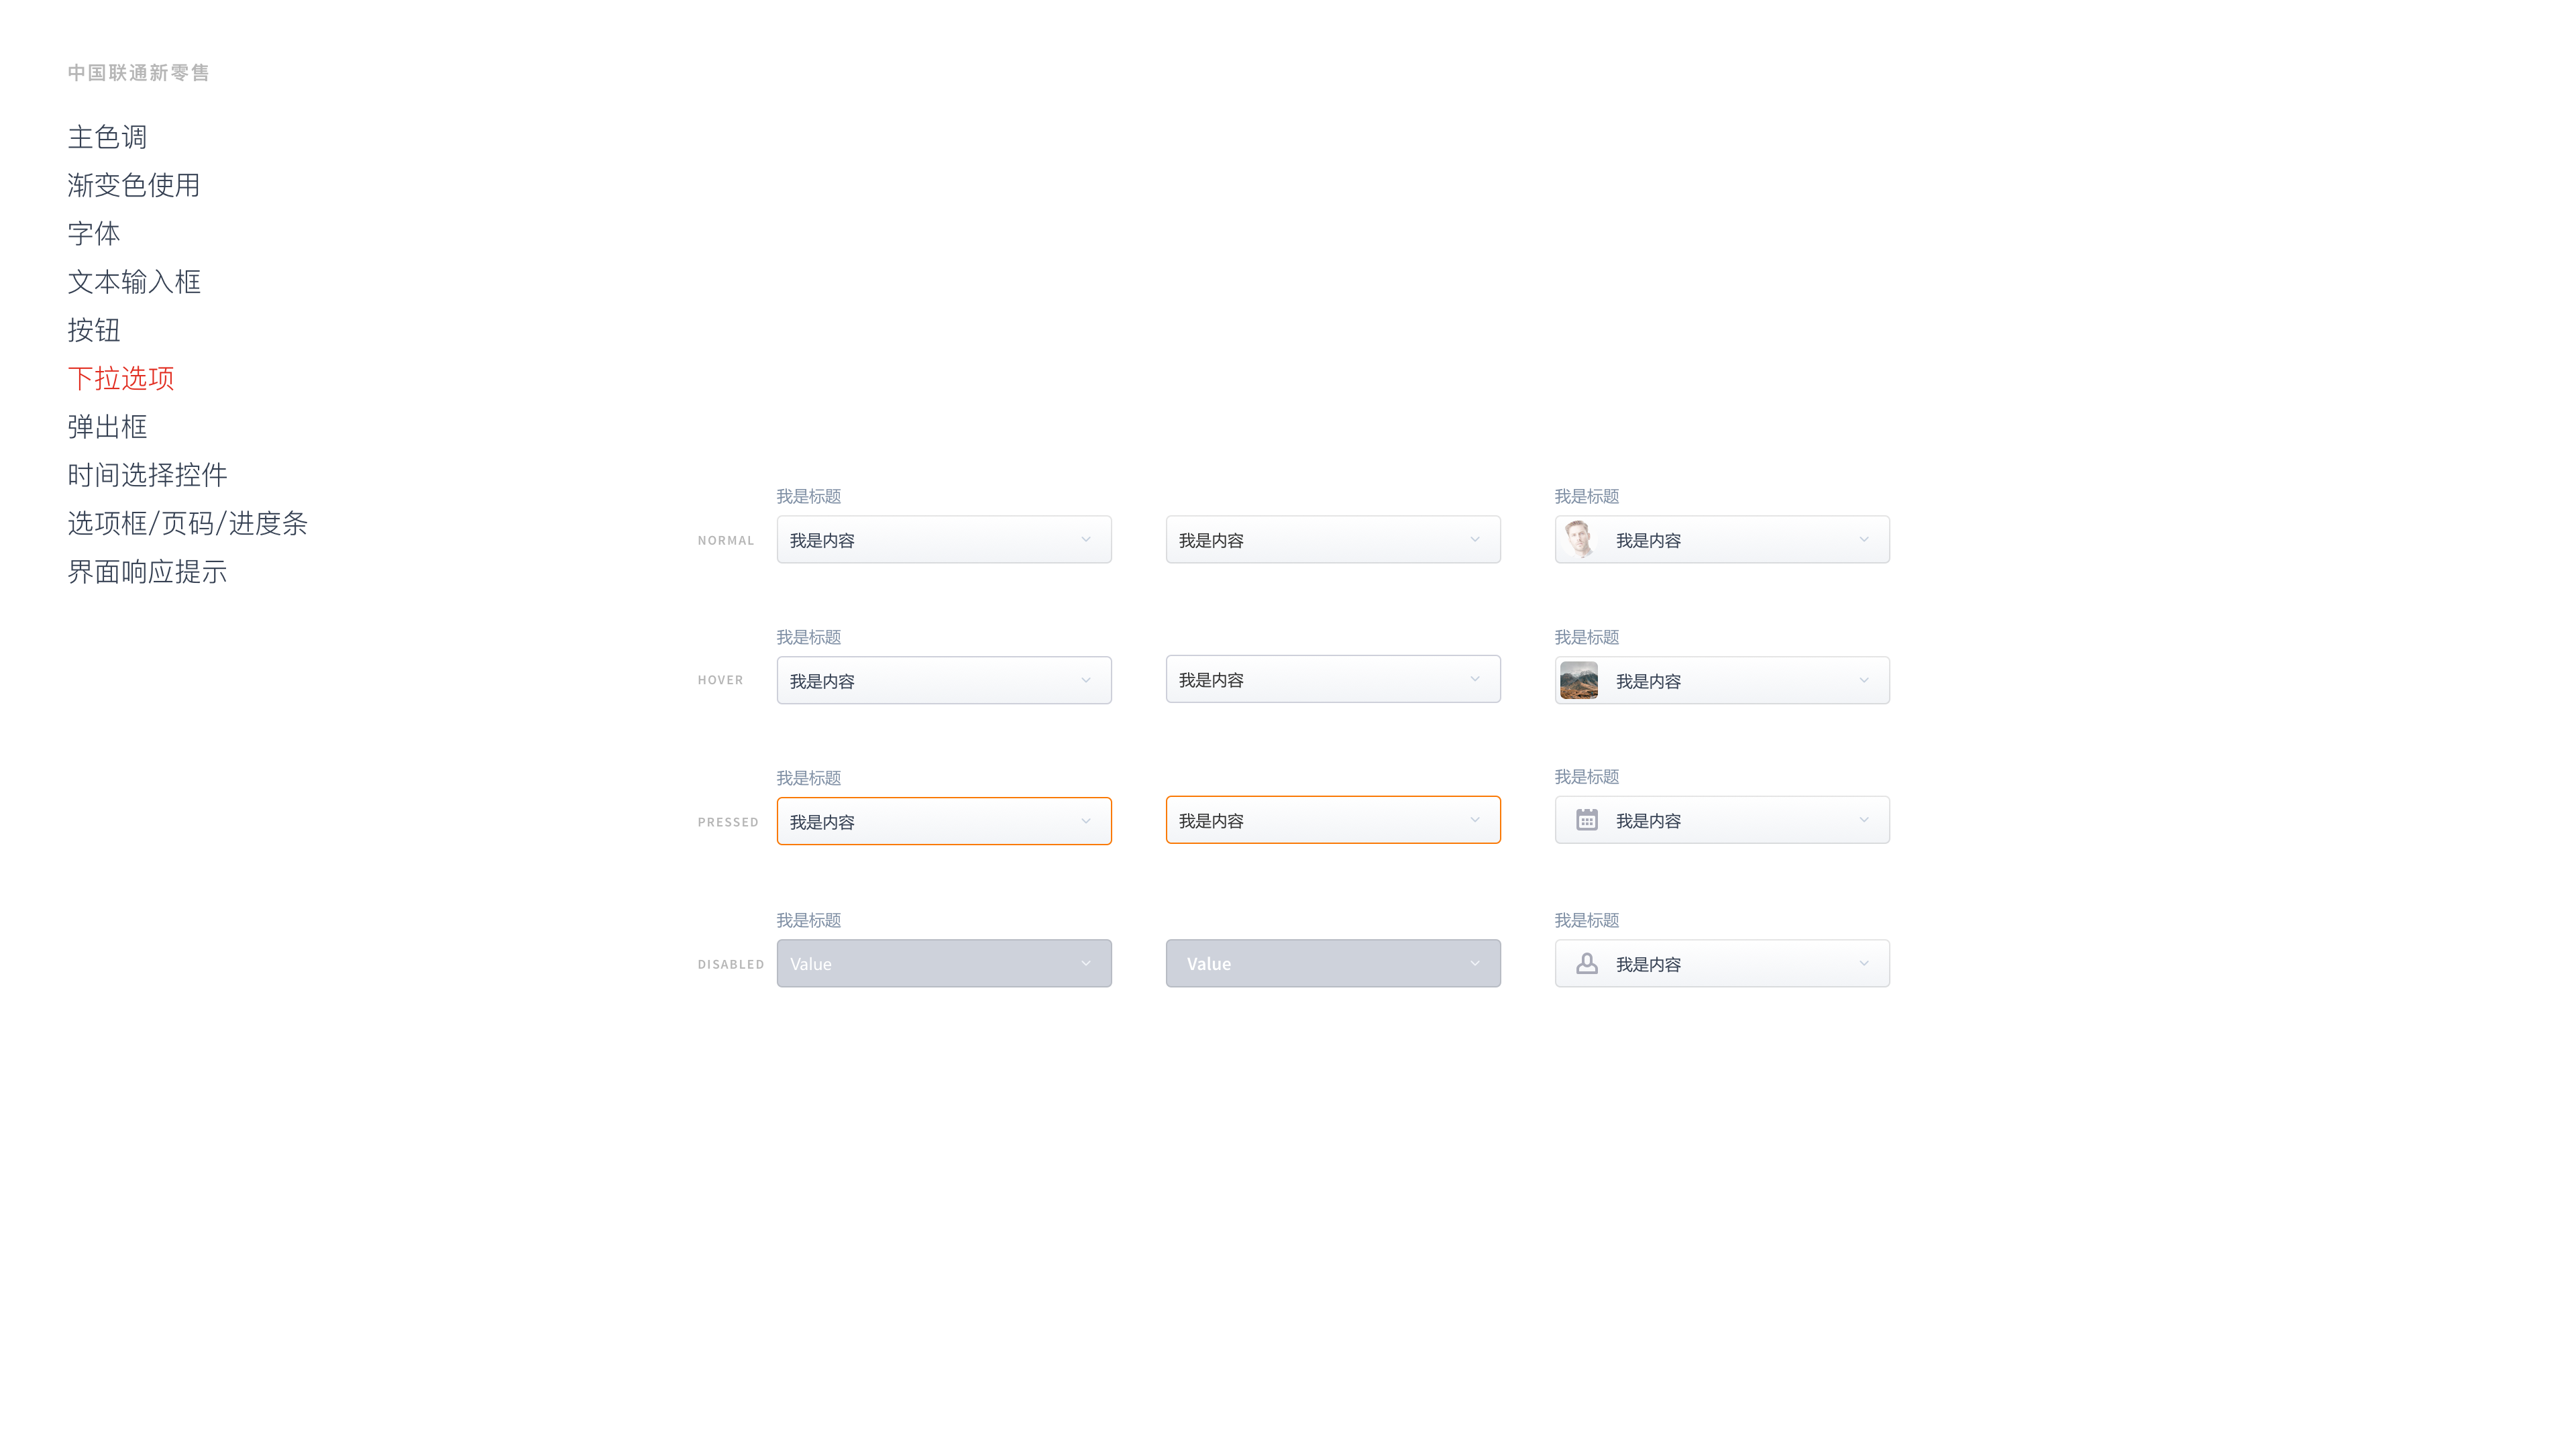 中国联通新零售
主色调
渐变色使用
字体
文本输入框
按钮
下拉选项
弹出框
时间选择控件
选项框/页码/进度条
界面响应提示
我是标题
我是标题
NORMAL
我是内容
我是内容
我是内容
我是标题
我是标题
HOVER
我是内容
我是内容
我是内容
我是标题
我是标题
PRESSED
我是内容
我是内容
我是内容
我是标题
我是标题
DISABLED
Value
Value
我是内容